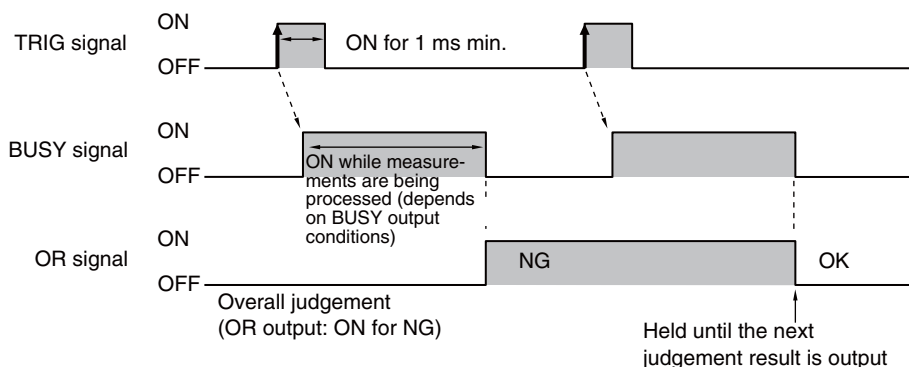 ON
TRIG signal
ON for 1 ms min.
OFF
ON
BUSY signal
OFF
ON while measure-
ments are being
processed (depends
on BUSY output
conditions)
ON
OR signal
NG
OK
OFF
Overall judgement
(OR output: ON for NG)
Held until the next
judgement result is output